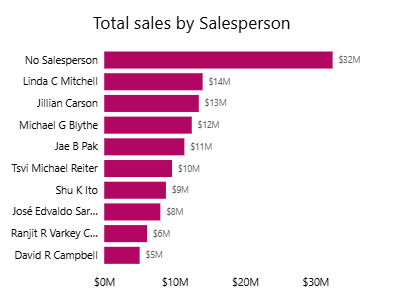 Total sales by Salesperson
No Salesperson $32M
Linda C Mitchell $14M
Jillian Carson $13M
Michael G Blythe $12M
Jae B Pak $11M
Tsvi Michael Reiter $10M
Shu K Ito $9M
José Edvaldo Sar... $8M
Ranjit R Varkey C... $6M
David R Campbell $5M
$0M $10M $20M $30M